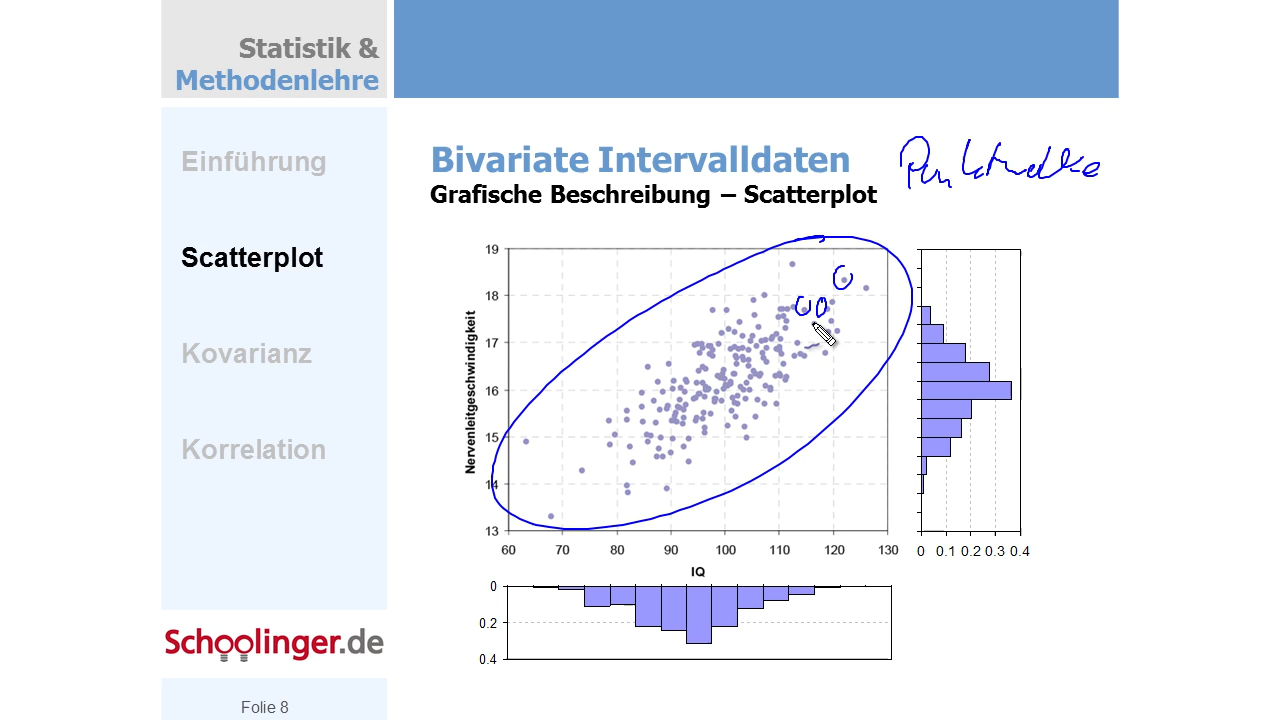 Statistik &
Methodenlehre
Einführung
Scatterplot
Kovarianz
Korrelation
Schoolinger.de
Folie 8
Bivariate Intervalldaten
Grafische Beschreibung – Scatterplot
Nervenleitgeschwindigkeit
19
18
17
16
15
14
13
60 70 80 90 100 110 120 130
IQ
0 0.1 0.2 0.3 0.4
0
0.2
0.4